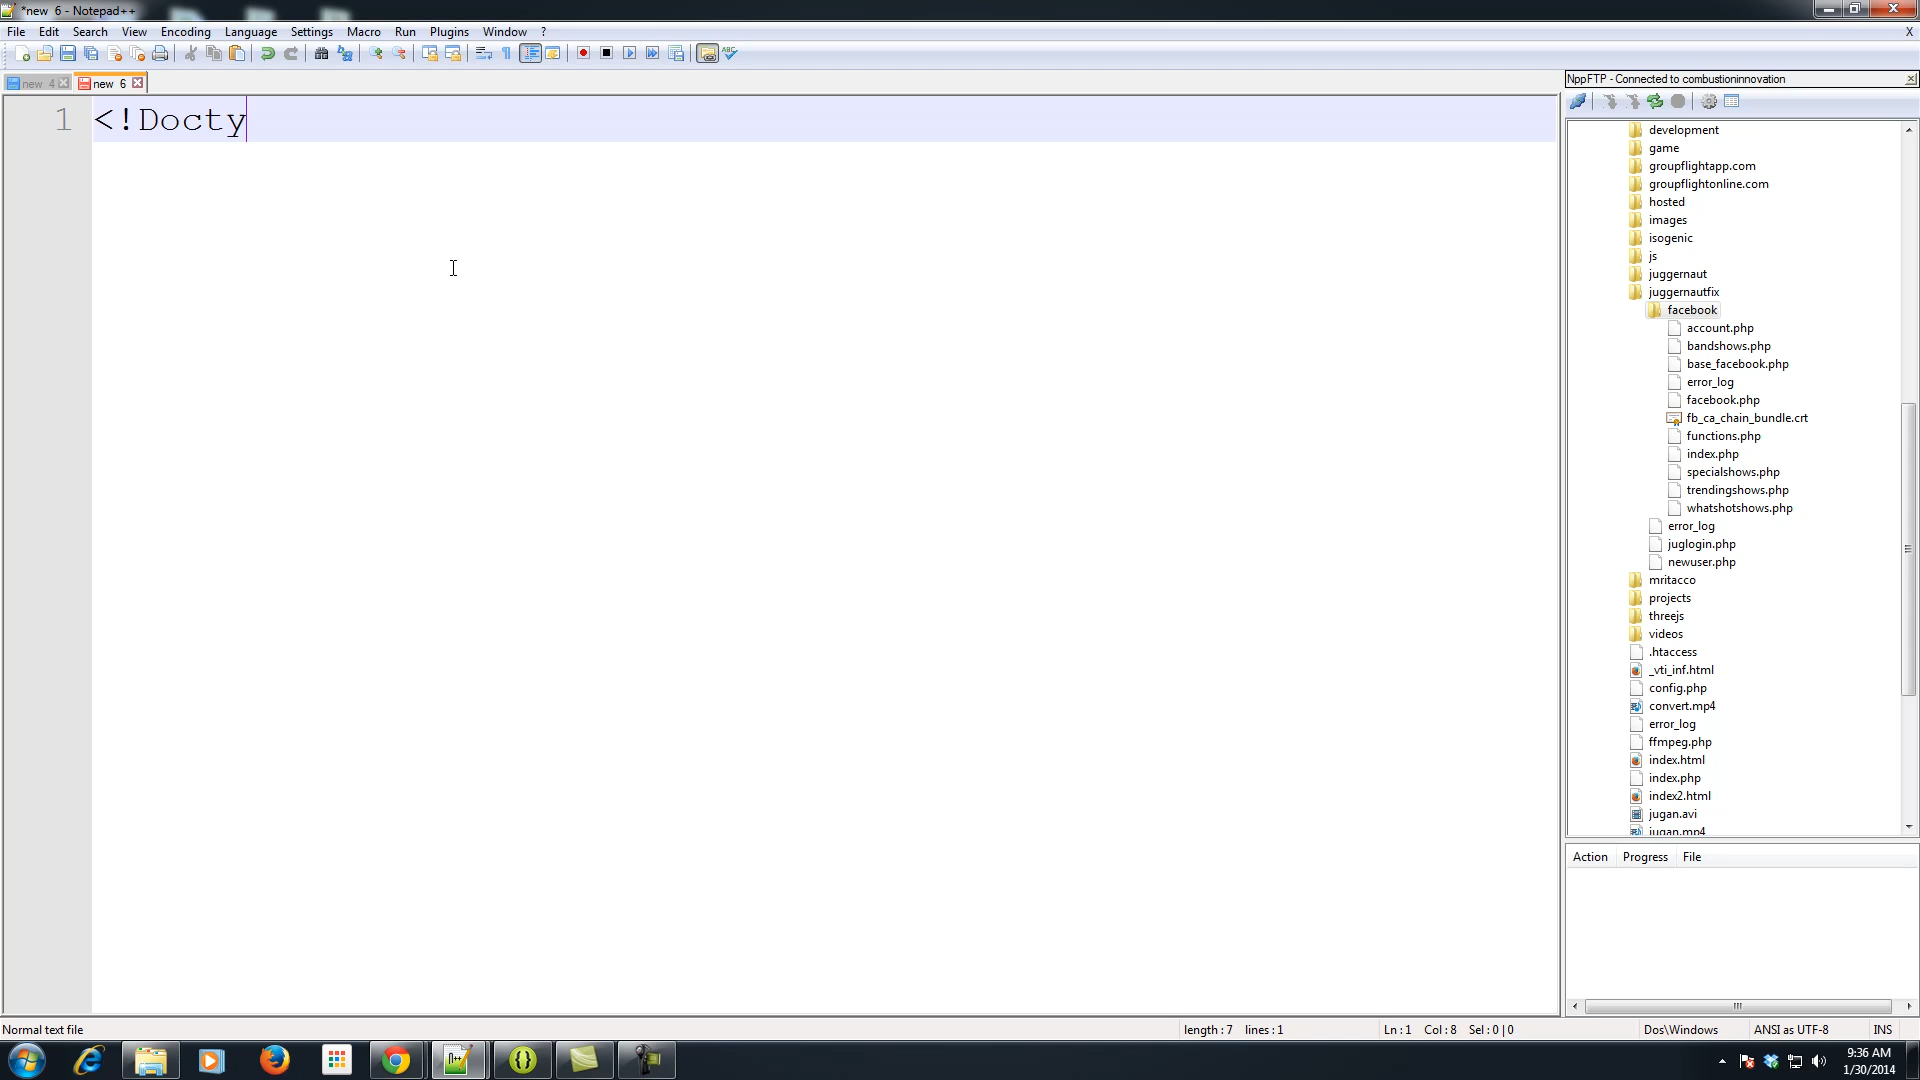 *new 6 - Notepad++
File Edit Search View Encoding Language Settings Macro Run Plugins Window ? X
new 4 new 6
1 <!Docty
NppFTP - Connected to combustioninnovation
development
game
groupflightapp.com
groupflightonline.com
hosted
images
isogenic
js
juggernaut
juggernautfix
facebook
account.php
bandshows.php
base_facebook.php
error_log
facebook.php
fb_ca_chain_bundle.crt
functions.php
index.php
specialshows.php
trendingshows.php
whatshotshows.php
error_log
juglogin.php
newuser.php
mritacco
projects
threejs
videos
.htaccess
_vti_inf.html
config.php
convert.mp4
error_log
ffmpeg.php
index.html
index.php
index2.html
jugan.avi
jugan.mp4
Action Progress File
Normal text file length : 7 lines : 1 Ln : 1 Col : 8 Sel : 0 | 0 Dos\Windows ANSI as UTF-8 INS
9:36 AM
1/30/2014